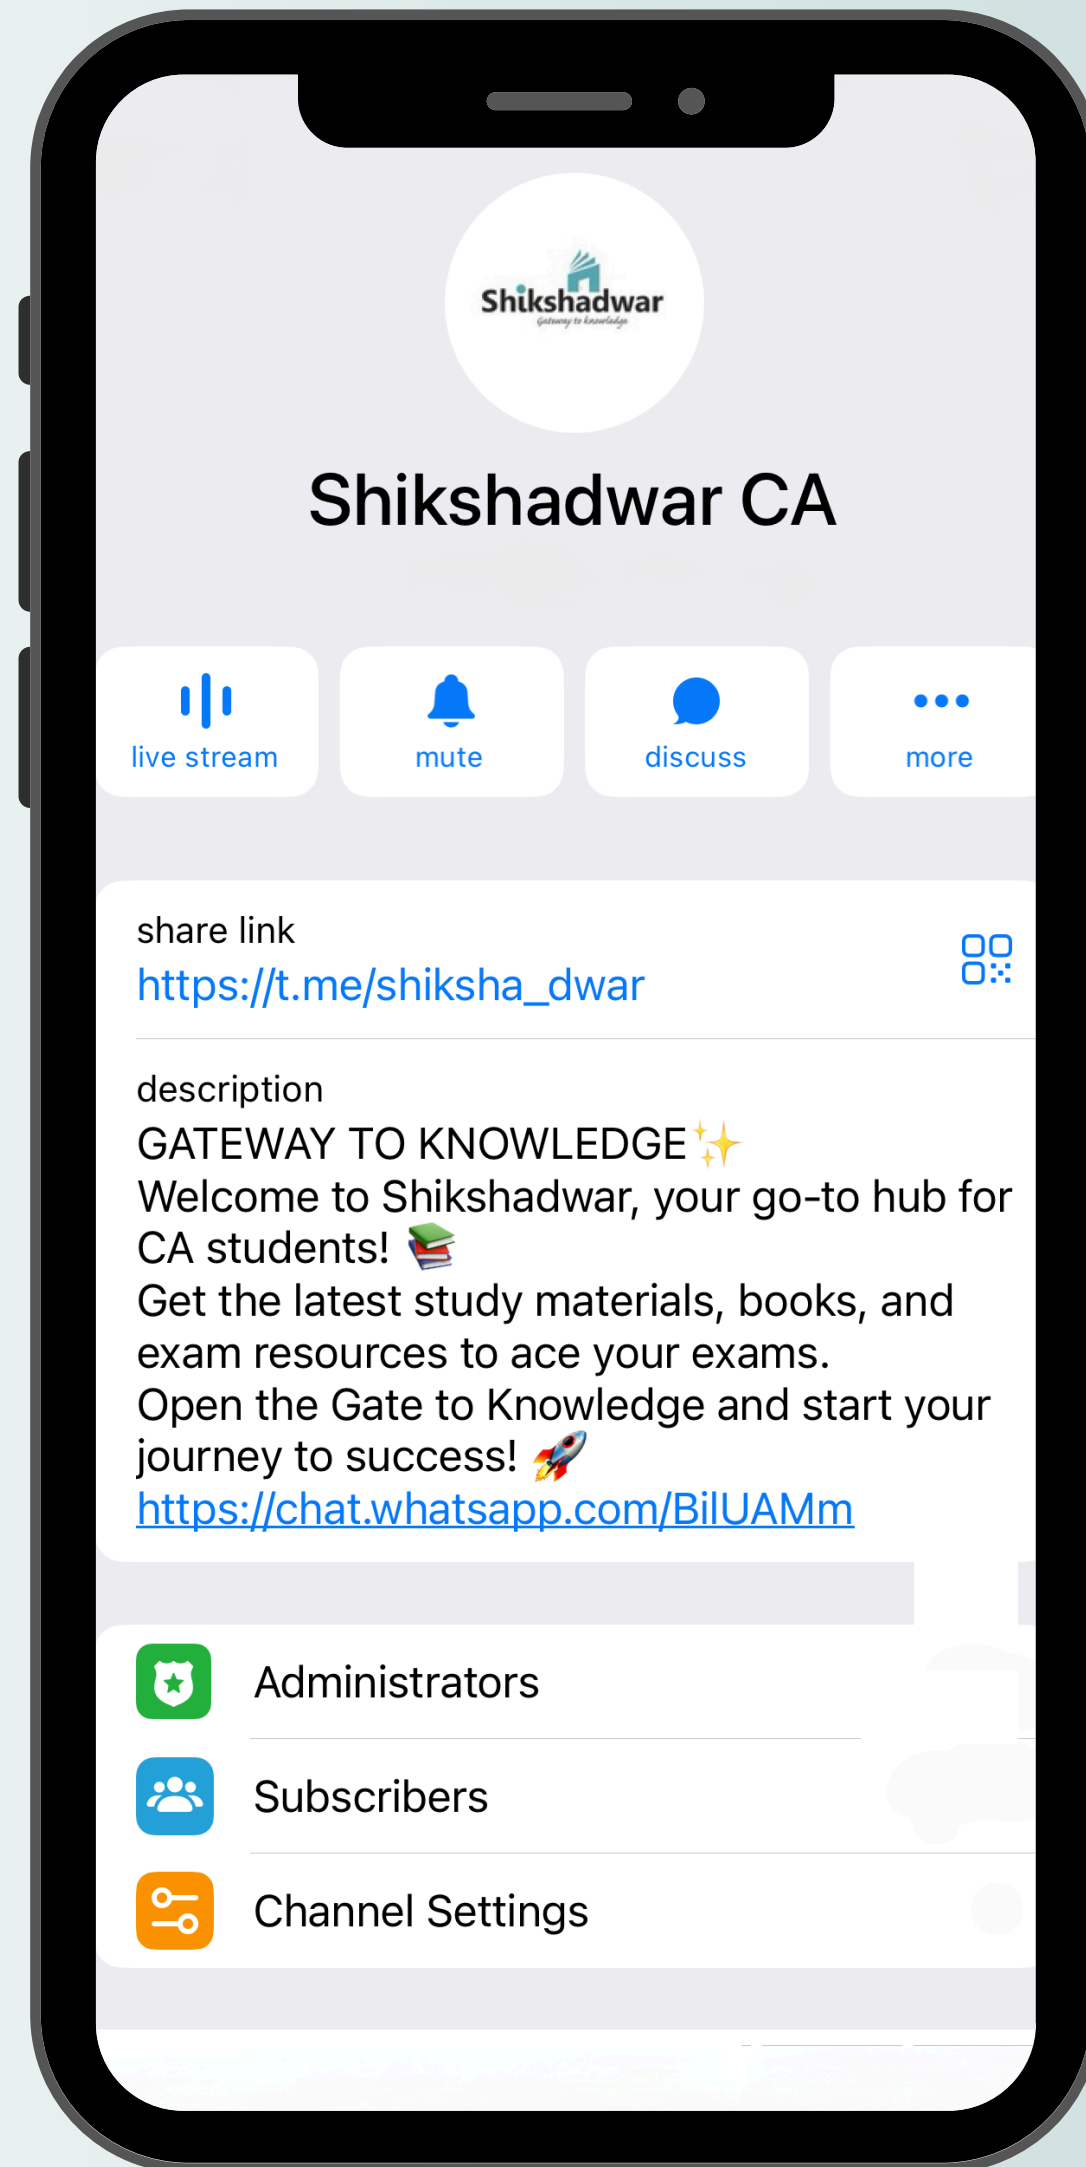 Shikshadwar
Gateway to knowledge
Shikshadwar CA
live stream
mute
discuss
more
share link
https://t.me/shiksha_dwar
description
GATEWAY TO KNOWLEDGE✨
Welcome to Shikshadwar, your go-to hub for
CA students! 📚
Get the latest study materials, books, and
exam resources to ace your exams.
Open the Gate to Knowledge and start your
journey to success! 🚀
https://chat.whatsapp.com/BilUAMm
Administrators
Subscribers
Channel Settings